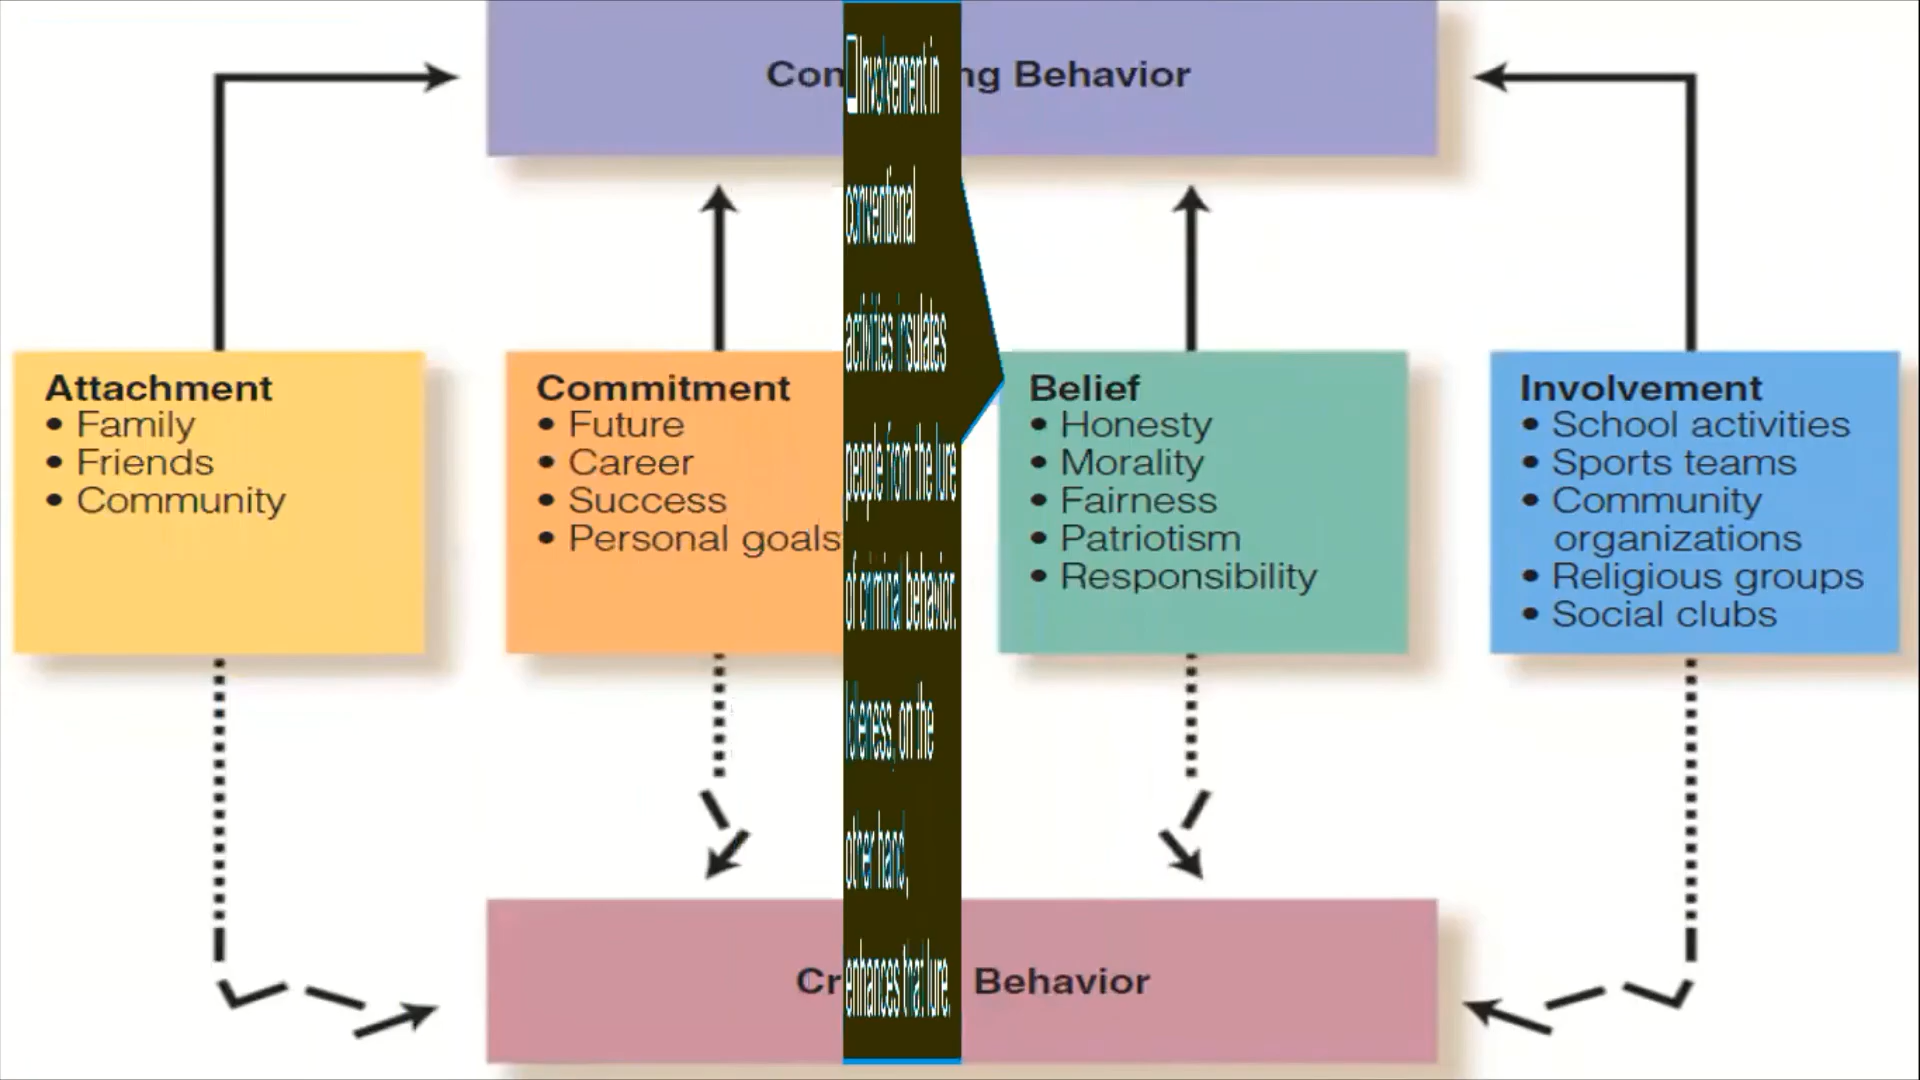 Con ng Behavior
Attachment
• Family
• Friends
• Community
Commitment
• Future
• Career
• Success
• Personal goals
❑Involvement in
conventional
activities insulates
people from the lure
of criminal behavior.
Idleness, on the
other hand,
enhances that lure.
Belief
• Honesty
• Morality
• Fairness
• Patriotism
• Responsibility
Involvement
• School activities
• Sports teams
• Community
organizations
• Religious groups
• Social clubs
Cr Behavior